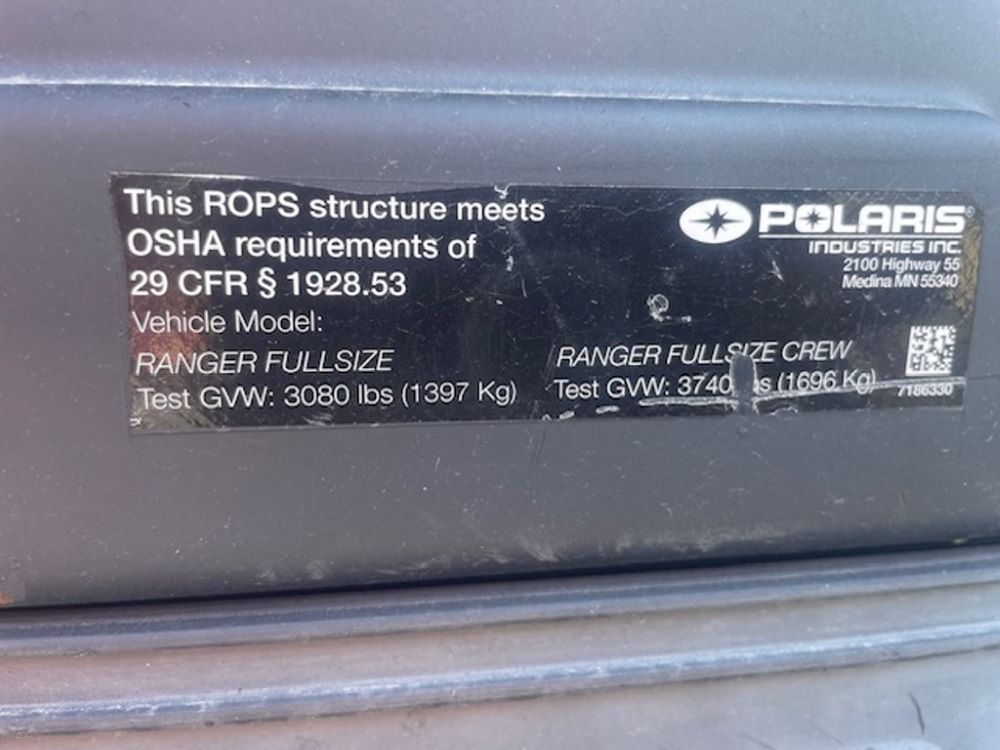 This ROPS structure meets
OSHA requirements of
29 CFR § 1928.53
Vehicle Model:
RANGER FULLSIZE
Test GVW: 3080 lbs (1397 Kg)
RANGER FULLSIZE CREW
Test GVW: 3740 (1696 Kg)
POLARIS®
INDUSTRIES INC.
2100 Highway 55
Medina MN 55340
7186330